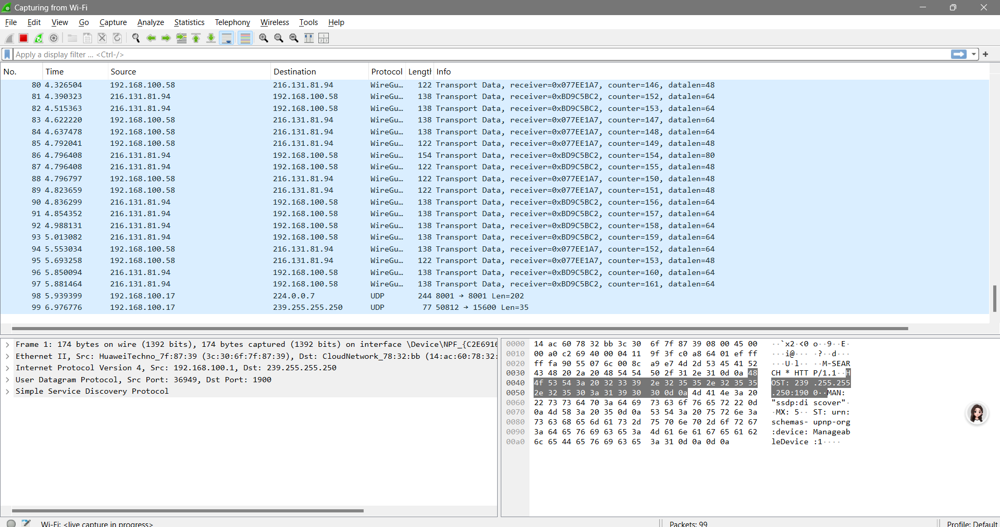 Capturing from Wi-Fi
File Edit View Go Capture Analyze Statistics Telephony Wireless Tools Help
Apply a display filter ... <Ctrl-/>
No. Time Source Destination Protocol Length Info
80 4.326504 192.168.100.58 216.131.81.94 WireGu… 122 Transport Data, receiver=0x077EE1A7, counter=146, datalen=48
81 4.390323 216.131.81.94 192.168.100.58 WireGu… 138 Transport Data, receiver=0xBD9C5BC2, counter=152, datalen=64
82 4.515363 216.131.81.94 192.168.100.58 WireGu… 138 Transport Data, receiver=0xBD9C5BC2, counter=153, datalen=64
83 4.622220 192.168.100.58 216.131.81.94 WireGu… 138 Transport Data, receiver=0x077EE1A7, counter=147, datalen=64
84 4.637478 192.168.100.58 216.131.81.94 WireGu… 138 Transport Data, receiver=0x077EE1A7, counter=148, datalen=64
85 4.792041 192.168.100.58 216.131.81.94 WireGu… 122 Transport Data, receiver=0x077EE1A7, counter=149, datalen=48
86 4.796408 216.131.81.94 192.168.100.58 WireGu… 154 Transport Data, receiver=0xBD9C5BC2, counter=154, datalen=80
87 4.796408 216.131.81.94 192.168.100.58 WireGu… 122 Transport Data, receiver=0xBD9C5BC2, counter=155, datalen=48
88 4.796797 192.168.100.58 216.131.81.94 WireGu… 122 Transport Data, receiver=0x077EE1A7, counter=150, datalen=48
89 4.823659 192.168.100.58 216.131.81.94 WireGu… 122 Transport Data, receiver=0x077EE1A7, counter=151, datalen=48
90 4.836299 216.131.81.94 192.168.100.58 WireGu… 138 Transport Data, receiver=0xBD9C5BC2, counter=156, datalen=64
91 4.854352 216.131.81.94 192.168.100.58 WireGu… 138 Transport Data, receiver=0xBD9C5BC2, counter=157, datalen=64
92 4.988131 216.131.81.94 192.168.100.58 WireGu… 138 Transport Data, receiver=0xBD9C5BC2, counter=158, datalen=64
93 5.013082 216.131.81.94 192.168.100.58 WireGu… 138 Transport Data, receiver=0xBD9C5BC2, counter=159, datalen=64
94 5.553034 192.168.100.58 216.131.81.94 WireGu… 138 Transport Data, receiver=0x077EE1A7, counter=152, datalen=64
95 5.693258 192.168.100.58 216.131.81.94 WireGu… 122 Transport Data, receiver=0x077EE1A7, counter=153, datalen=48
96 5.850094 216.131.81.94 192.168.100.58 WireGu… 138 Transport Data, receiver=0xBD9C5BC2, counter=160, datalen=64
97 5.881464 216.131.81.94 192.168.100.58 WireGu… 138 Transport Data, receiver=0xBD9C5BC2, counter=161, datalen=64
98 5.939399 192.168.100.17 224.0.0.7 UDP 244 8001 → 8001 Len=202
99 6.976776 192.168.100.17 239.255.255.250 UDP 77 50812 → 15600 Len=35
Frame 1: 174 bytes on wire (1392 bits), 174 bytes captured (1392 bits) on interface \Device\NPF_{C2E6916
Ethernet II, Src: HuaweiTechno_7f:87:39 (3c:30:6f:7f:87:39), Dst: CloudNetwork_78:32:bb (14:ac:60:78:32:
Internet Protocol Version 4, Src: 192.168.100.1, Dst: 239.255.255.250
User Datagram Protocol, Src Port: 36949, Dst Port: 1900
Simple Service Discovery Protocol
0000 14 ac 60 78 32 bb 3c 30 6f 7f 87 39 08 00 45 00 ··`x2·<0 o··9··E·
0010 00 a0 c2 69 40 00 04 11 9f 3f c0 a8 64 01 ef ff ···i@··· ·?··d···
0020 ff fa 90 55 07 6c 00 8c a9 e7 4d 2d 53 45 41 52 ···U·l·· ··M-SEAR
0030 43 48 20 2a 20 48 54 54 50 2f 31 2e 31 0d 0a 48 CH * HTT P/1.1··H
0040 4f 53 54 3a 20 32 33 39 2e 32 35 35 2e 32 35 35 OST: 239 .255.255
0050 2e 32 35 30 3a 31 39 30 30 0d 0a 4d 41 4e 3a 20 .250:190 0··MAN:
0060 22 73 73 64 70 3a 64 69 73 63 6f 76 65 72 22 0d "ssdp:di scover"·
0070 0a 4d 58 3a 20 35 0d 0a 53 54 3a 20 75 72 6e 3a ·MX: 5·· ST: urn:
0080 73 63 68 65 6d 61 73 2d 75 70 6e 70 2d 6f 72 67 schemas- upnp-org
0090 3a 64 65 76 69 63 65 3a 4d 61 6e 61 67 65 61 62 :device: Manageab
00a0 6c 65 44 65 76 69 63 65 3a 31 0d 0a 0d 0a leDevice :1····
Wi-Fi: <live capture in progress> Packets: 99 Profile: Default